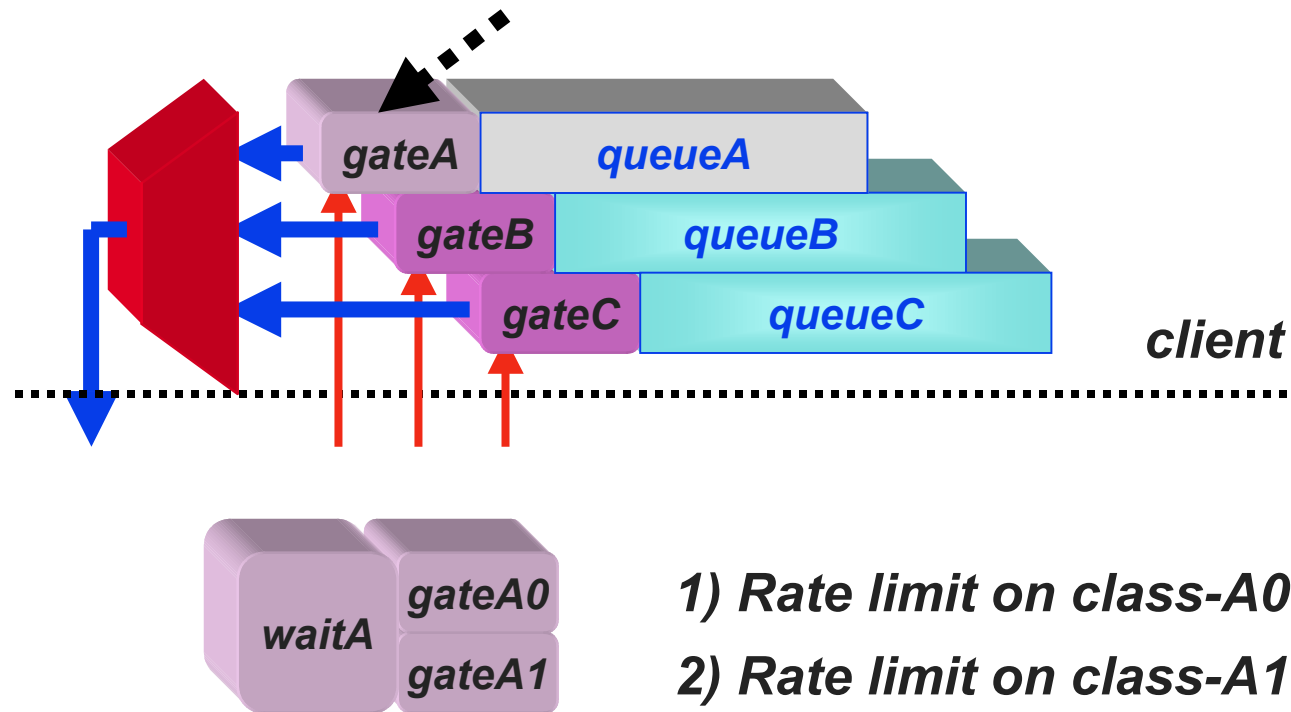 gateA queueA
gateB queueB
gateC queueC
client
waitA
gateA0
gateA1
1) Rate limit on class-A0
2) Rate limit on class-A1